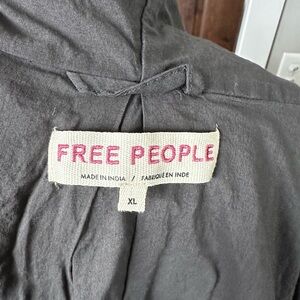 FREE PEOPLE
MADE IN INDIA / FABRIQUÉ EN INDE
XL